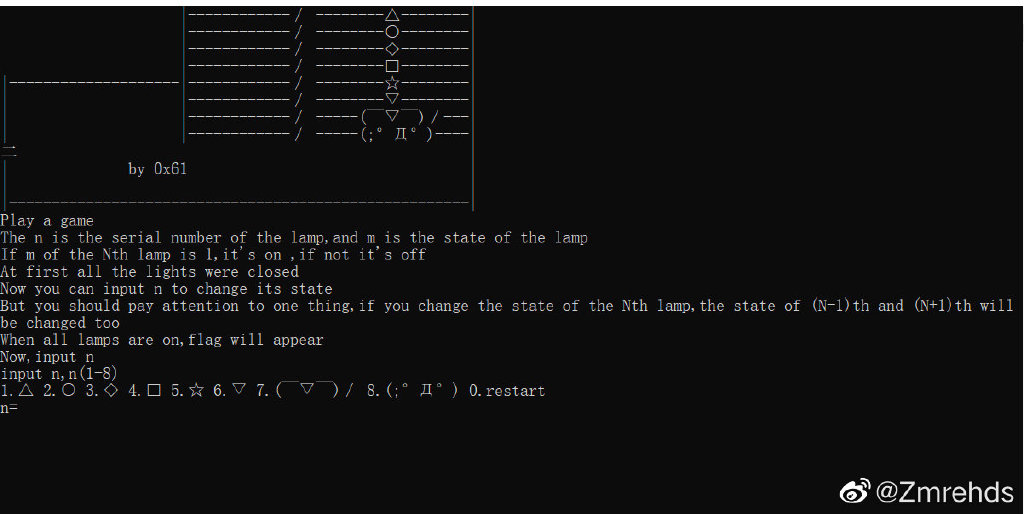 ------------ /  --------△--------
------------ /  --------○--------
------------ /  --------◇--------
------------ /  --------□--------
|--------------------|------------ /  --------☆--------
------------ /  --------▽--------
------------ /  -----(￣▽￣)/---
------------ /  -----(;° Д°)----
二
by 0x61
|------------------------------------------------------|
Play a game
The n is the serial number of the lamp,and m is the state of the lamp
If m of the Nth lamp is 1,it's on ,if not it's off
At first all the lights were closed
Now you can input n to change its state
But you should pay attention to one thing,if you change the state of the Nth lamp,the state of (N-1)th and (N+1)th will
be changed too
When all lamps are on,flag will appear
Now,input n
input n,n(1-8)
1.△ 2.○ 3.◇ 4.□ 5.☆ 6.▽ 7.(￣▽￣)/ 8.(;° Д°) 0.restart
n=
@Zmrehds